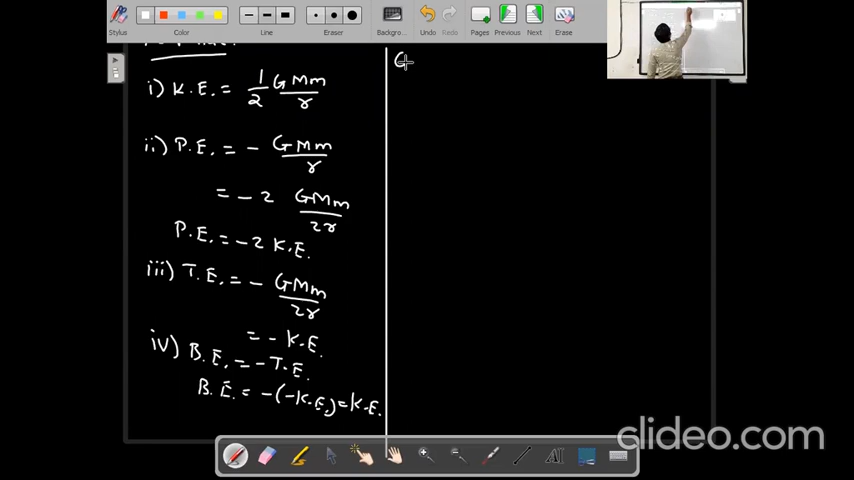 Stylus
Color
Line
Eraser
Backgro...
Undo
Redo
Pages
Previous
Next
Erase
i) K.E. = 1/2 GMm/r
ii) P.E. = - GMm/r
= - 2 GMm/2r
P.E. = -2 K.E.
iii) T.E. = - GMm/2r
= - K.E.
iv) B.E. = -T.E.
B.E. = -(-K.E.) = K.E.
G
clideo.com